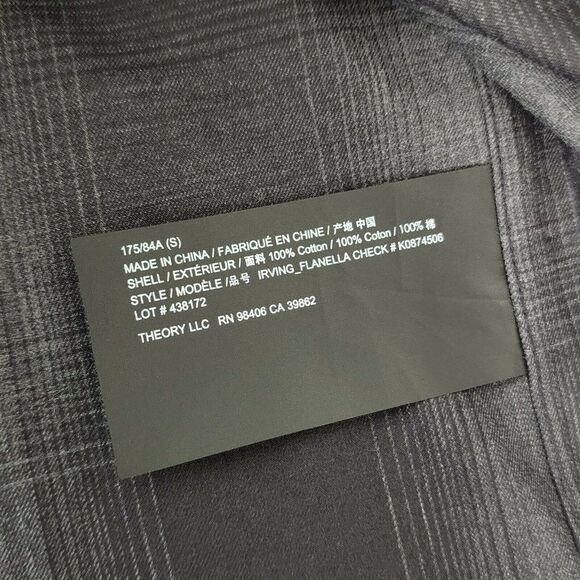 175/84A (S)
MADE IN CHINA / FABRIQUÉ EN CHINE / 产地 中国
SHELL / EXTÉRIEUR / 面料 100% Cotton / 100% Coton / 100% 棉
STYLE / MODÈLE / 品号 IRVING_FLANELLA CHECK # K0874506
LOT # 438172
THEORY LLC RN 98406 CA 39862